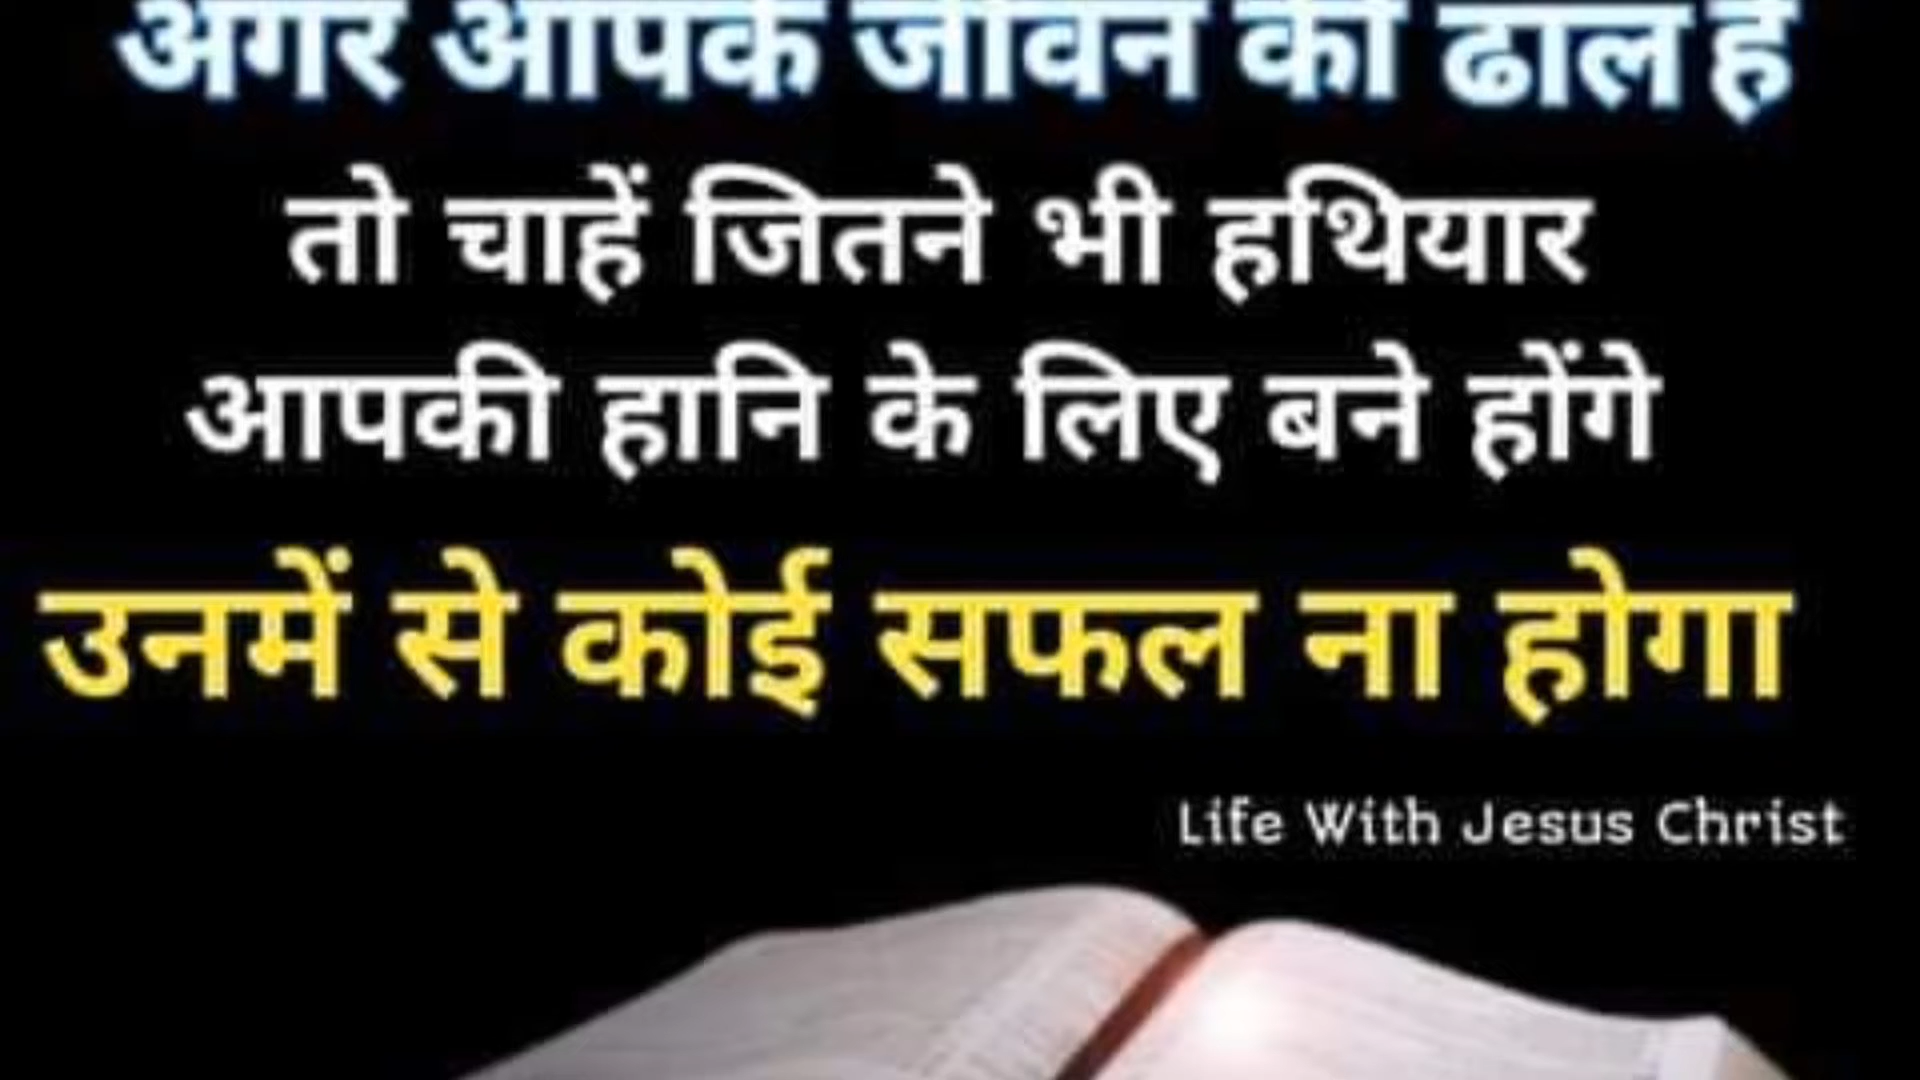 अगर आपके जीवन की ढाल है
तो चाहें जितने भी हथियार
आपकी हानि के लिए बने होंगे
उनमें से कोई सफल ना होगा
Life With Jesus Christ